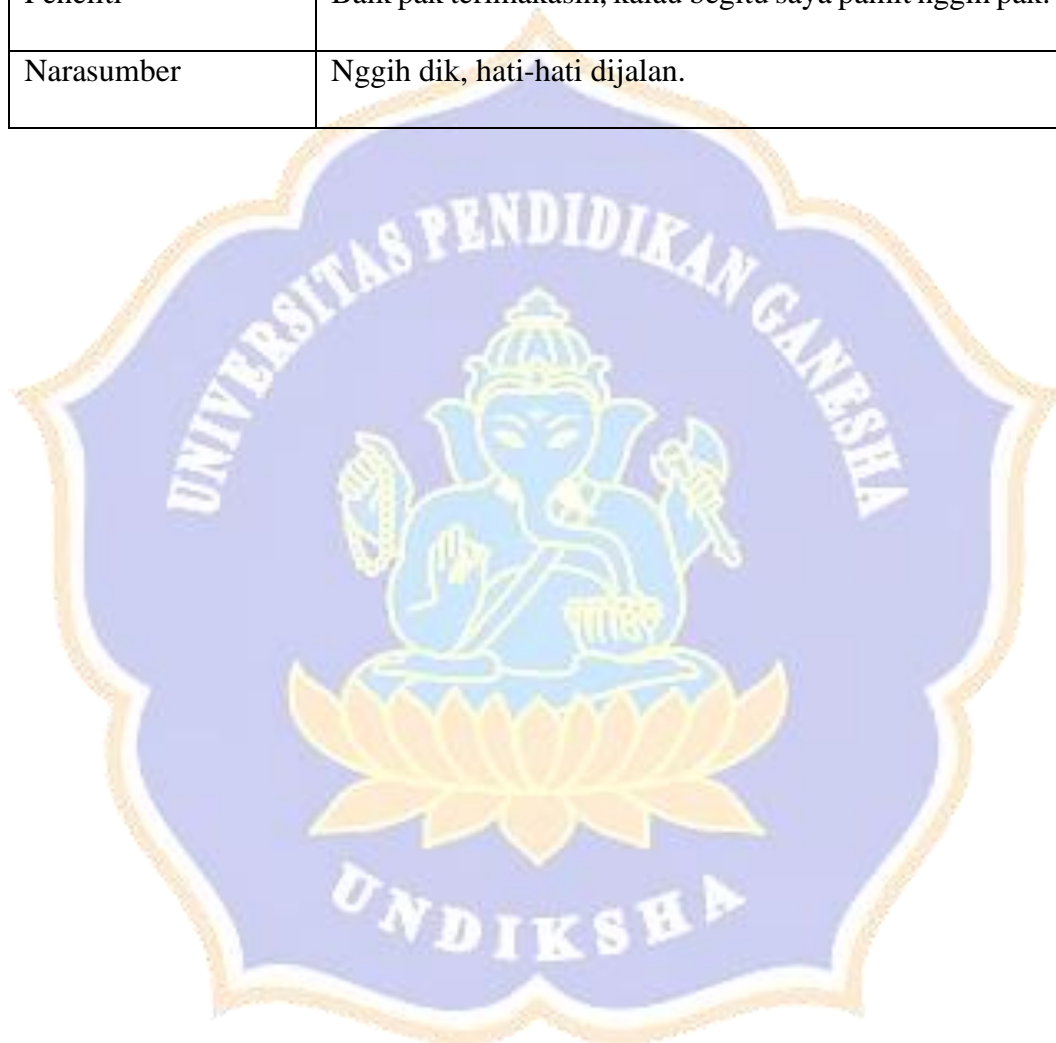 Peneliti Baik pak terimakasih, kalau begitu saya pamit nggih pak.
Narasumber Nggih dik, hati-hati dijalan.
UNIVERSITAS PENDIDIKAN GANESHA
UNDIKSHA